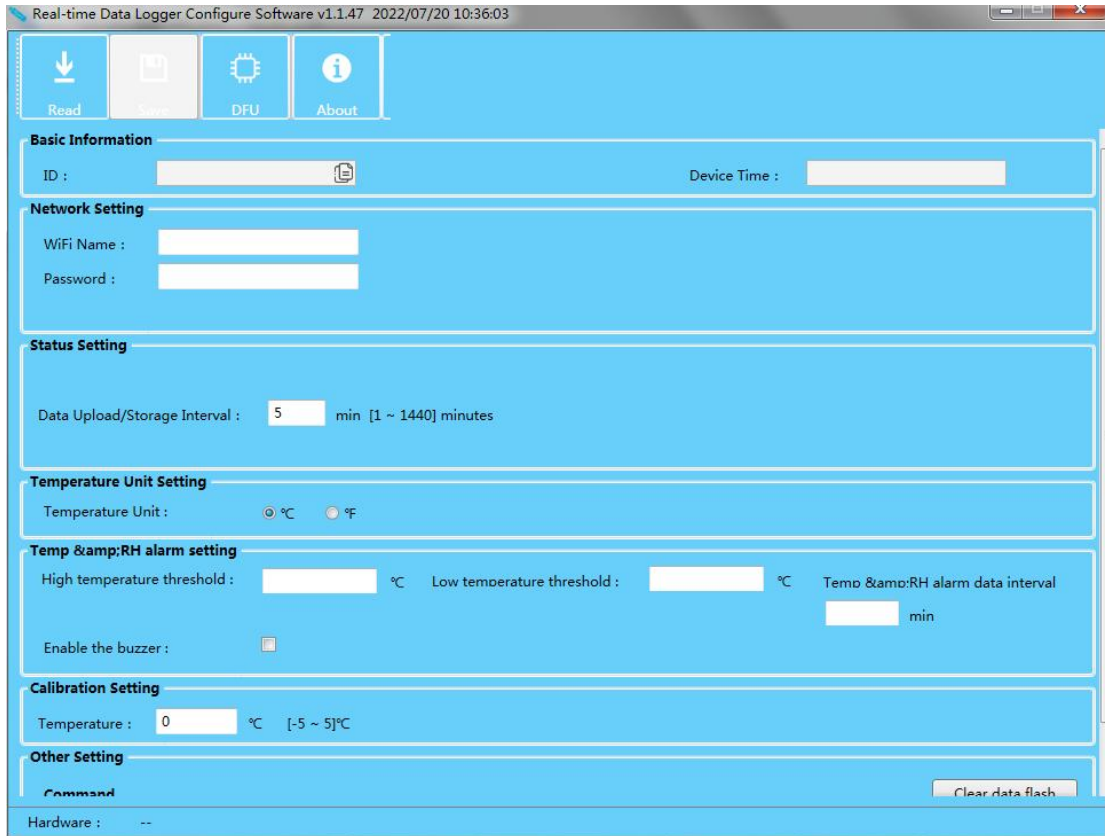 Real-time Data Logger Configure Software v1.1.47 2022/07/20 10:36:03
Read Save DFU About
Basic Information
ID : Device Time :
Network Setting
WiFi Name :
Password :
Status Setting
Data Upload/Storage Interval : 5 min [1 ~ 1440] minutes
Temperature Unit Setting
Temperature Unit : ℃ ℉
Temp &amp;RH alarm setting
High temperature threshold : ℃ Low temperature threshold : ℃ Temp &amp;RH alarm data interval
min
Enable the buzzer :
Calibration Setting
Temperature : 0 ℃ [-5 ~ 5]℃
Other Setting
Command Clear data flash
Hardware : --